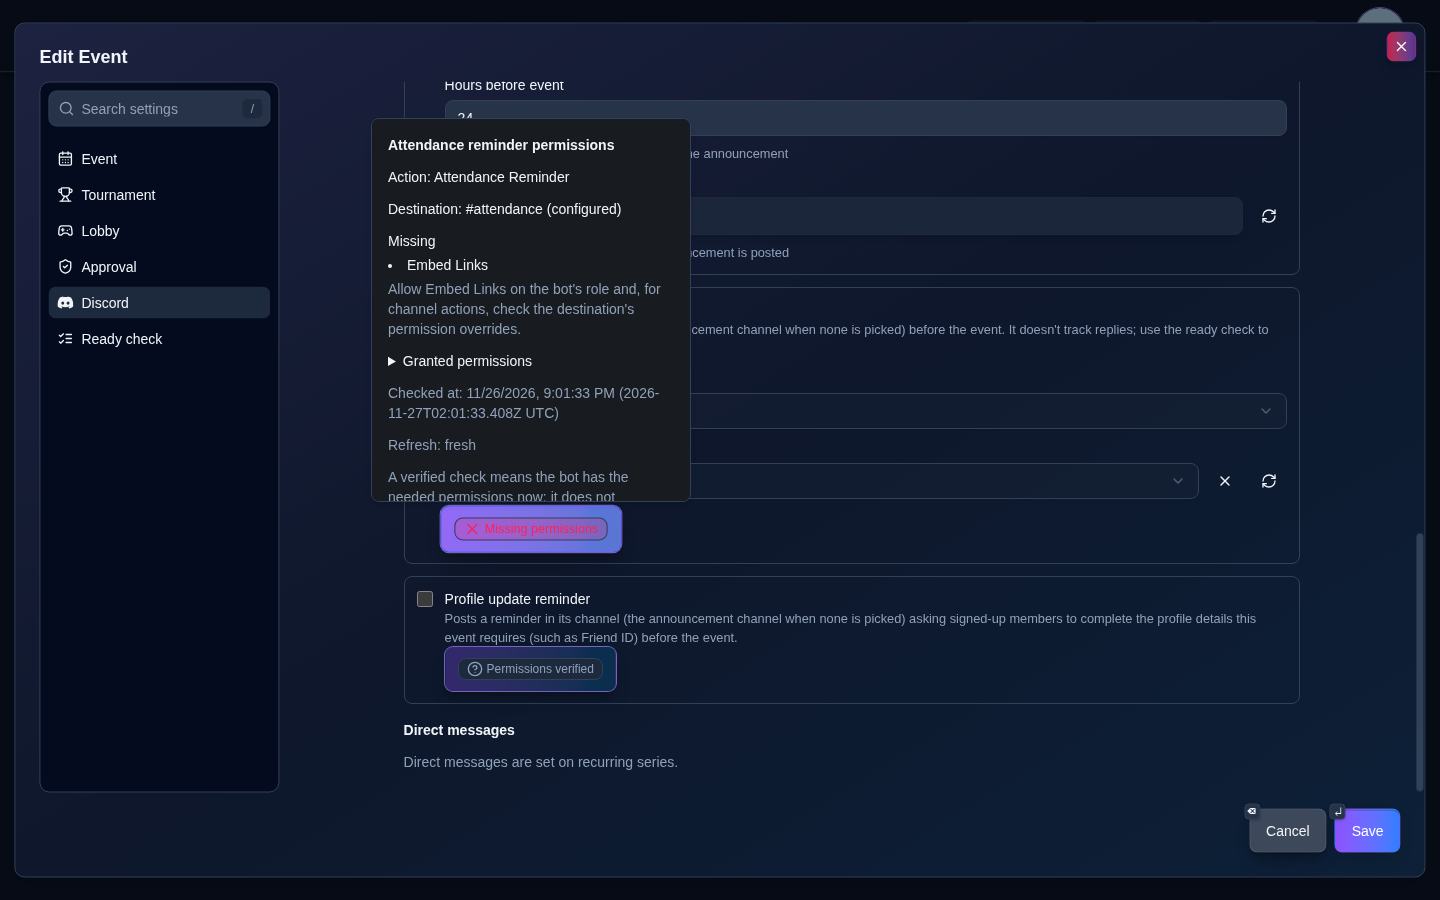 Edit Event
Search settings /
Event
Tournament
Lobby
Approval
Discord
Ready check
Hours before event
24
Attendance reminder permissions
Action: Attendance Reminder
Destination: #attendance (configured)
Missing
• Embed Links
Allow Embed Links on the bot's role and, for
channel actions, check the destination's
permission overrides.
Granted permissions
Checked at: 11/26/2026, 9:01:33 PM (2026-
11-27T02:01:33.408Z UTC)
Refresh: fresh
A verified check means the bot has the
needed permissions now; it does not
announcement
cement is posted
cement channel when none is picked) before the event. It doesn't track replies; use the ready check to
Missing permissions
Profile update reminder
Posts a reminder in its channel (the announcement channel when none is picked) asking signed-up members to complete the profile details this
event requires (such as Friend ID) before the event.
Permissions verified
Direct messages
Direct messages are set on recurring series.
Cancel
Save